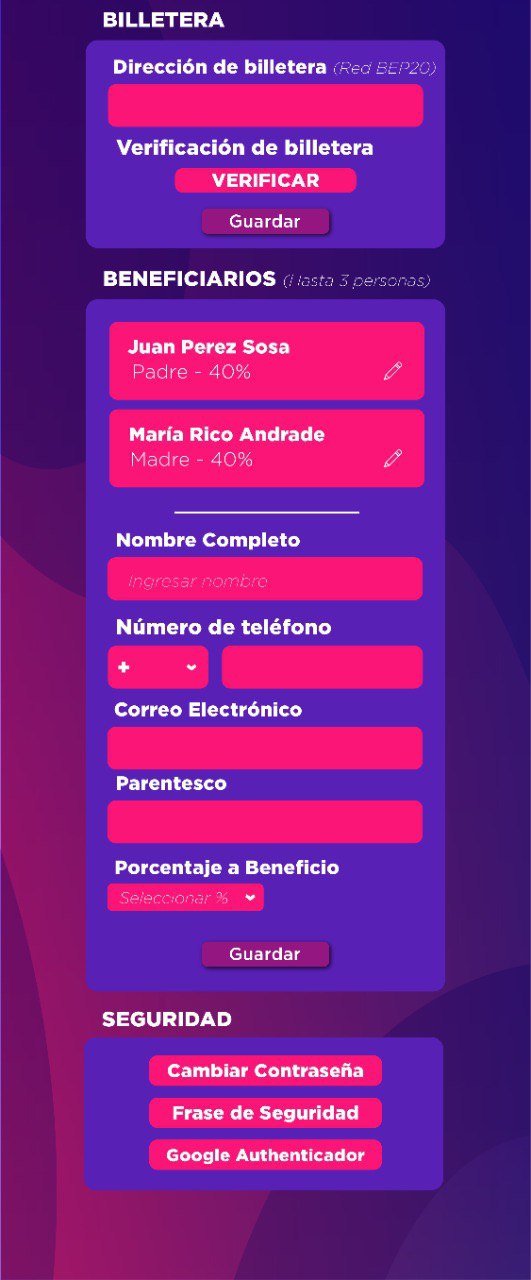 BILLETERA
Dirección de billetera (Red BEP20)
Verificación de billetera
VERIFICAR
Guardar
BENEFICIARIOS (Hasta 3 personas)
Juan Perez Sosa
Padre - 40%
María Rico Andrade
Madre - 40%
Nombre Completo
Ingresar nombre
Número de teléfono
+
Correo Electrónico
Parentesco
Porcentaje a Beneficio
Seleccionar %
Guardar
SEGURIDAD
Cambiar Contraseña
Frase de Seguridad
Google Authenticador